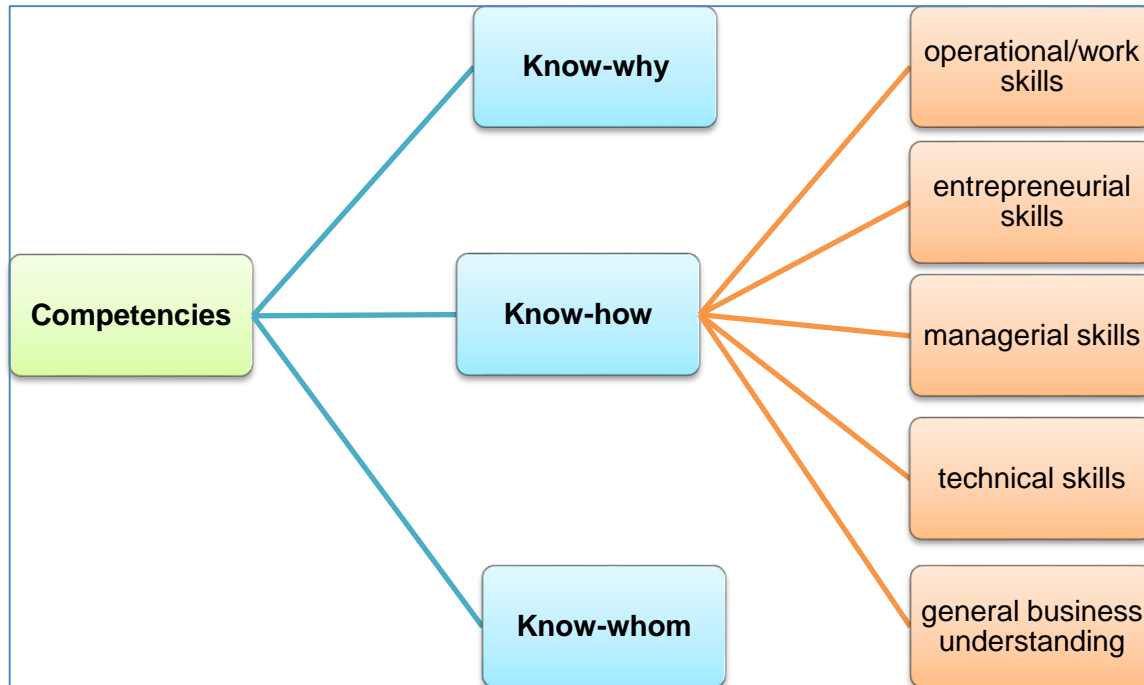 Competencies
Know-why
Know-how
Know-whom
operational/work
skills
entrepreneurial
skills
managerial skills
technical skills
general business
understanding